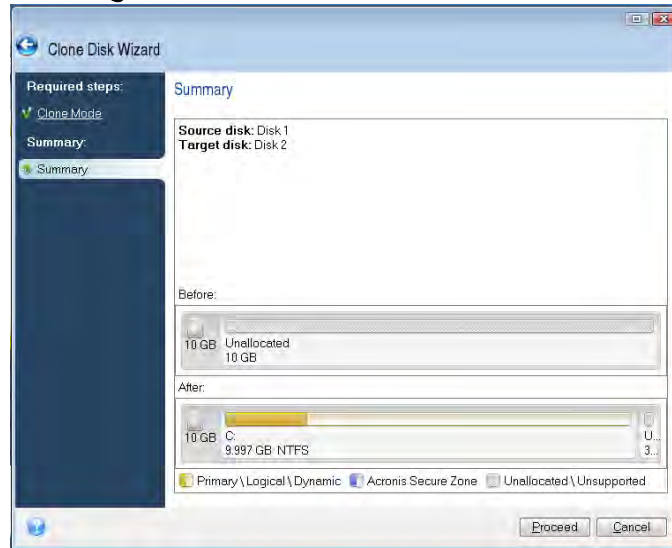 Clone Disk Wizard
Required steps:
Clone Mode
Summary:
Summary
Summary
Source disk: Disk 1
Target disk: Disk 2
Before:
10 GB
Unallocated
10 GB
After:
10 GB
C:
9.997 GB NTFS
U...
3...
Primary \ Logical \ Dynamic Acronis Secure Zone Unallocated \ Unsupported
Proceed Cancel